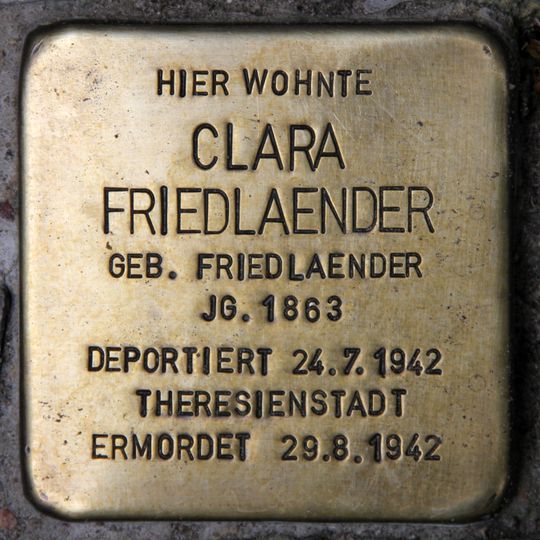 HIER WOHNTE
CLARA
FRIEDLAENDER
GEB. FRIEDLAENDER
JG. 1863
DEPORTIERT 24.7.1942
THERESIENSTADT
ERMORDET 29.8.1942